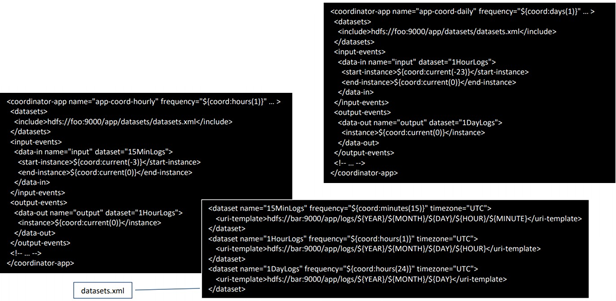 <coordinator-app name="app-coord-daily" frequency="${coord:days(1)}" ... >
<datasets>
<include>hdfs://foo:9000/app/datasets/datasets.xml</include>
</datasets>
<input-events>
<data-in name="input" dataset="1HourLogs">
<start-instance>${coord:current(-23)}</start-instance>
<end-instance>${coord:current(0)}</end-instance>
</data-in>
</input-events>
<output-events>
<data-out name="output" dataset="1DayLogs">
<instance>${coord:current(0)}</instance>
</data-out>
</output-events>
<!-- ... -->
</coordinator-app>
<coordinator-app name="app-coord-hourly" frequency="${coord:hours(1)}" ... >
<datasets>
<include>hdfs://foo:9000/app/datasets/datasets.xml</include>
</datasets>
<input-events>
<data-in name="input" dataset="15MinLogs">
<start-instance>${coord:current(-3)}</start-instance>
<end-instance>${coord:current(0)}</end-instance>
</data-in>
</input-events>
<output-events>
<data-out name="output" dataset="1HourLogs">
<instance>${coord:current(0)}</instance>
</data-out>
</output-events>
<!-- ... -->
</coordinator-app>
<dataset name="15MinLogs" frequency="${coord:minutes(15)}" timezone="UTC">
<uri-template>hdfs://bar:9000/app/logs/${YEAR}/${MONTH}/${DAY}/${HOUR}/${MINUTE}</uri-template>
</dataset>
<dataset name="1HourLogs" frequency="${coord:hours(1)}" timezone="UTC">
<uri-template>hdfs://bar:9000/app/logs/${YEAR}/${MONTH}/${DAY}/${HOUR}</uri-template>
</dataset>
<dataset name="1DayLogs" frequency="${coord:hours(24)}" timezone="UTC">
<uri-template>hdfs://bar:9000/app/logs/${YEAR}/${MONTH}/${DAY}</uri-template>
</dataset>
datasets.xml